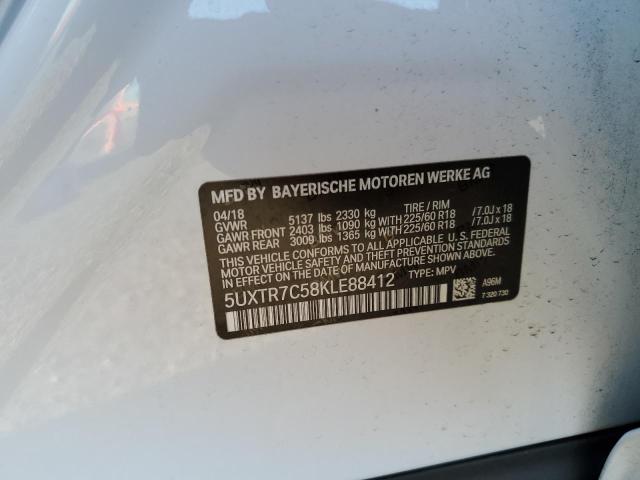 MFD BY BAYERISCHE MOTOREN WERKE AG
04/18 TIRE / RIM
GVWR 5137 lbs 2330 kg
GAWR FRONT 2403 lbs 1090 kg WITH 225/60 R18 / 7.0J x 18
GAWR REAR 3009 lbs 1365 kg WITH 225/60 R18 / 7.0J x 18
THIS VEHICLE CONFORMS TO ALL APPLICABLE U.S. FEDERAL
MOTOR VEHICLE SAFETY AND THEFT PREVENTION STANDARDS
IN EFFECT ON THE DATE OF MANUFACTURE SHOWN ABOVE.
5UXTR7C58KLE88412 TYPE: MPV
A96M
7 320 730